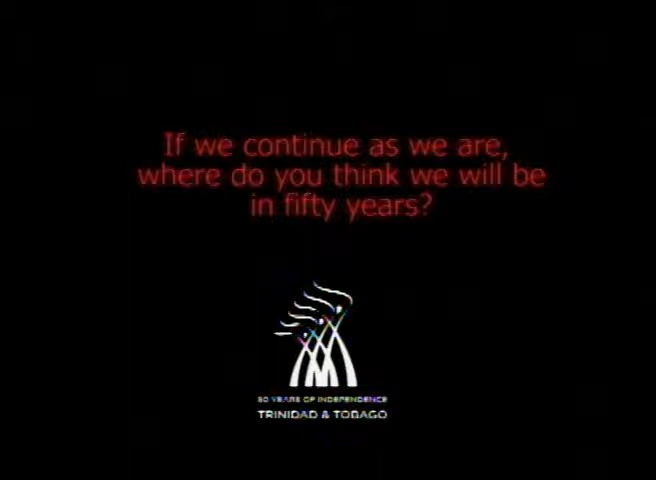 If we continue as we are,
where do you think we will be
in fifty years?
50 YEARS OF INDEPENDENCE
TRINIDAD & TOBAGO